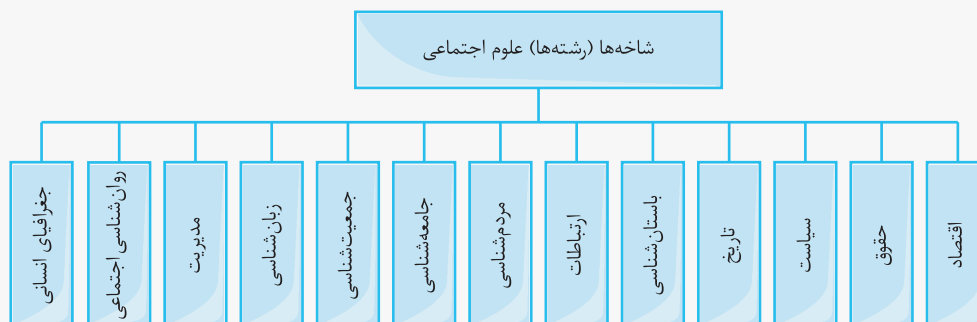 شاخه‌ها (رشته‌ها) علوم اجتماعی
اقتصاد
حقوق
سیاست
تاریخ
باستان‌شناسی
ارتباطات
مردم‌شناسی
جامعه‌شناسی
جمعیت‌شناسی
زبان‌شناسی
مدیریت
روان‌شناسی اجتماعی
جغرافیای انسانی